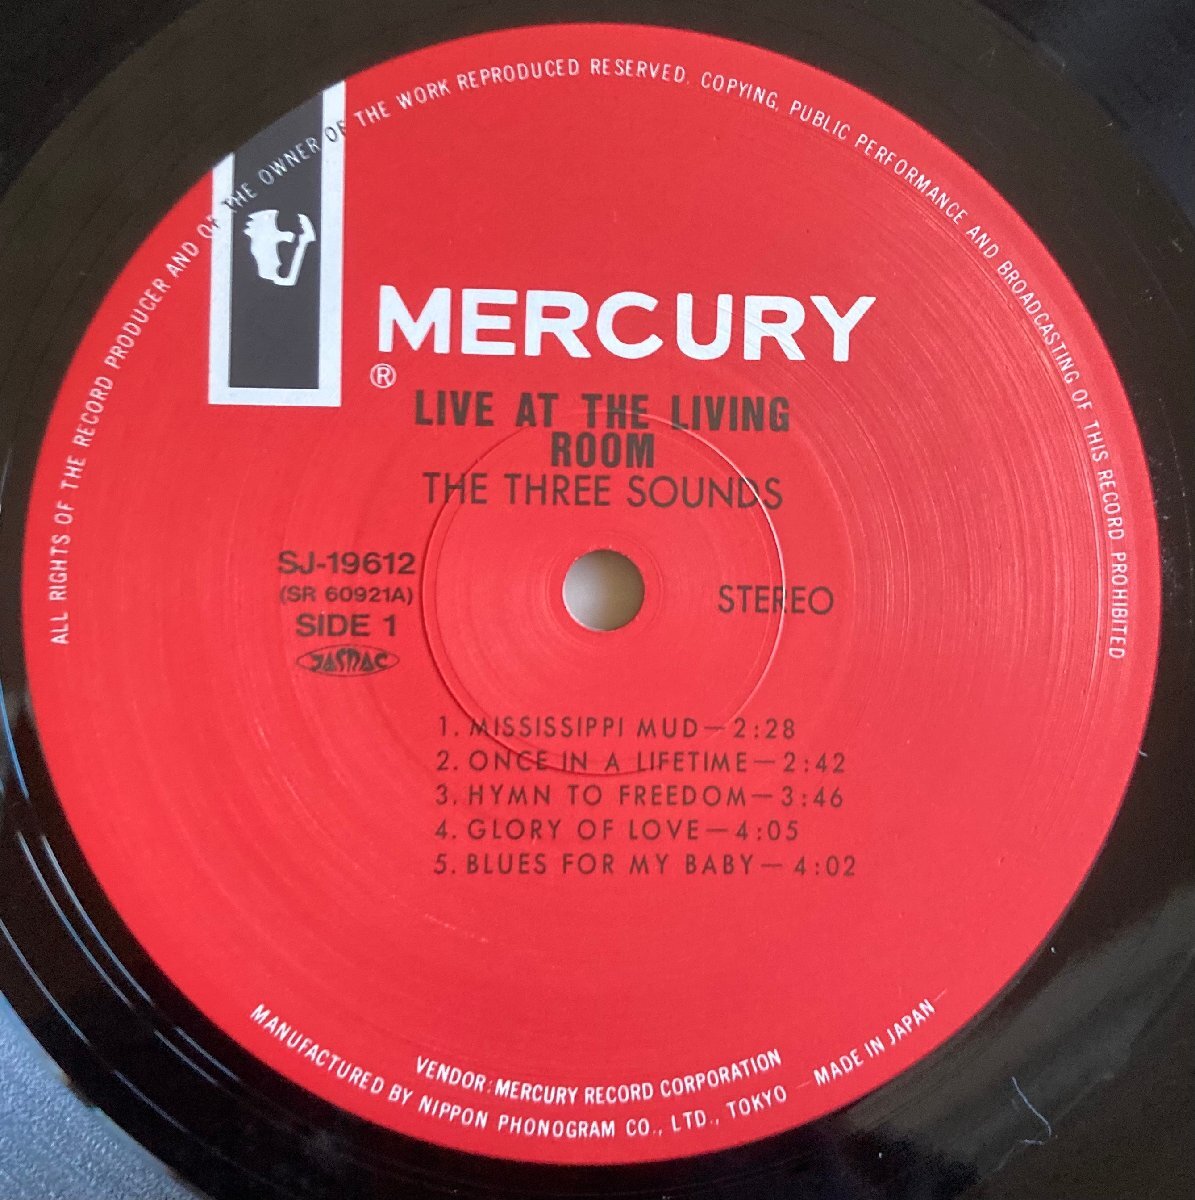 ALL RIGHTS OF THE RECORD PRODUCER AND OF THE OWNER OF THE WORK REPRODUCED RESERVED. COPYING, PUBLIC PERFORMANCE AND BROADCASTING OF THIS RECORD PROHIBITED
MERCURY
®
LIVE AT THE LIVING
ROOM
THE THREE SOUNDS
SJ-19612
(SR 60921A)
SIDE 1
JASRAC
STEREO
1. MISSISSIPPI MUD—2:28
2. ONCE IN A LIFETIME—2:42
3. HYMN TO FREEDOM—3:46
4. GLORY OF LOVE—4:05
5. BLUES FOR MY BABY—4:02
VENDOR: MERCURY RECORD CORPORATION
MANUFACTURED BY NIPPON PHONOGRAM CO., LTD., TOKYO —MADE IN JAPAN—